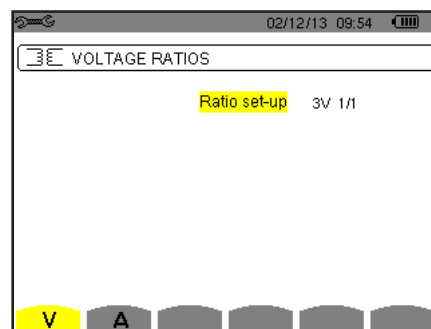 02/12/13 09:54
VOLTAGE RATIOS
Ratio set-up 3V 1/1
V A